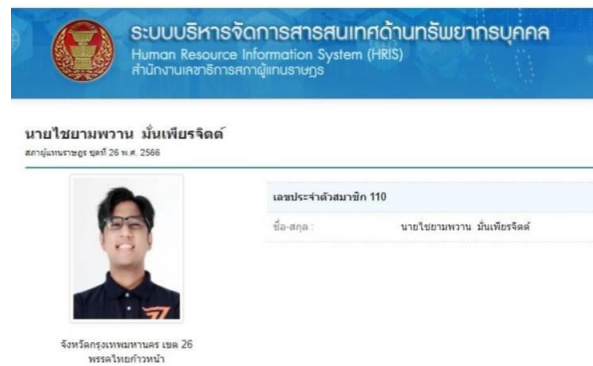 ระบบริหารจัดการสารสนเทศด้านทรัพยากรบุคคล
Human Resource Information System (HRIS)
สำนักงานเลขาธิการสภาผู้แทนราษฎร
นายไชยามพวาน มั่นเพียรจิตต์
สภาผู้แทนราษฎร ชุดที่ 26 พ.ศ. 2566
เลขประจำตัวสมาชิก 110
ชื่อ-สกุล : นายไชยามพวาน มั่นเพียรจิตต์
จังหวัดกรุงเทพมหานคร เขต 26
พรรคไทยก้าวหน้า